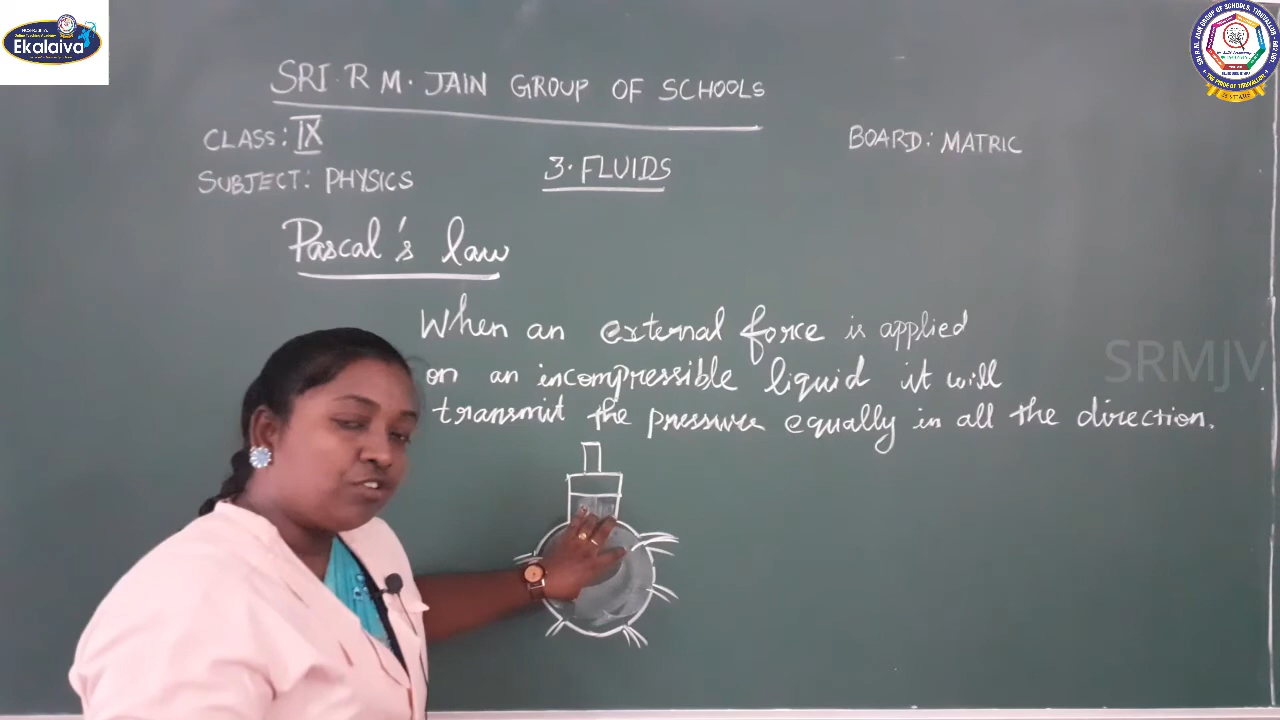 Ekalaiva
SRI. R M. JAIN GROUP OF SCHOOLS
CLASS: IX
BOARD: MATRIC
SUBJECT: PHYSICS
3. FLUIDS
Pascal's law
When an external force is applied
on an incompressible liquid it will
transmit the pressure equally in all the direction.
SRMJV